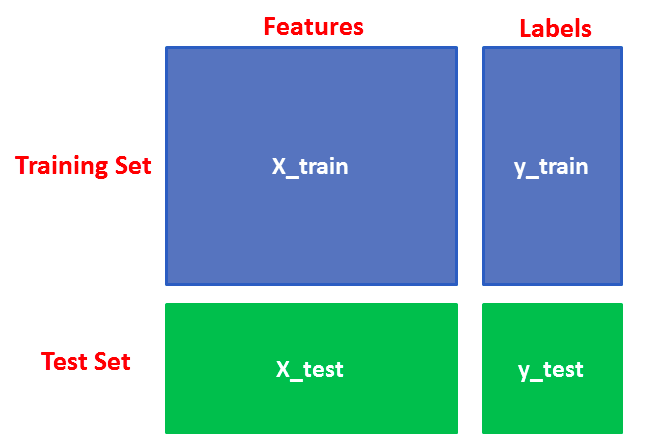 Features
Labels
Training Set
X_train
y_train
Test Set
X_test
y_test